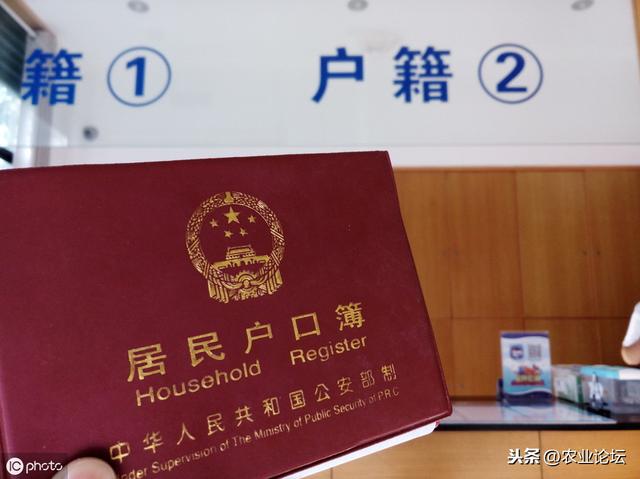 籍①
户籍②
居民户口簿
Household Register
中华人民共和国公安部制
der Supervision of The Ministry of Public Security of P.R.C
iC photo
头条@农业论坛